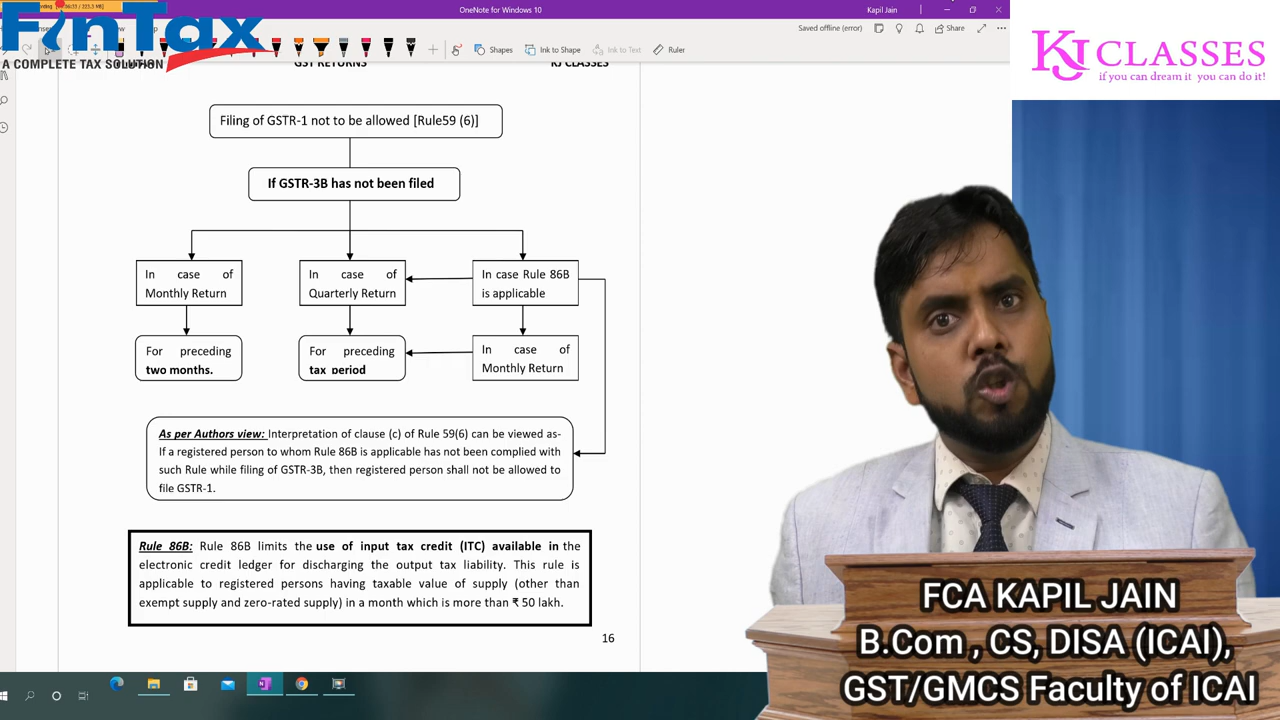 OneNote for Windows 10
Kapil Jain
FinTax
A COMPLETE TAX SOLUTION
Shapes
Ink to Shape
Ink to Text
Ruler
Saved offline (error)
Share
KJ CLASSES
if you can dream it you can do it!
GST RETURNS
KJ CLASSES
Filing of GSTR-1 not to be allowed [Rule59 (6)]
If GSTR-3B has not been filed
In case of
Monthly Return
In case of
Quarterly Return
In case Rule 86B
is applicable
For preceding
two months.
For preceding
tax period
In case of
Monthly Return
As per Authors view: Interpretation of clause (c) of Rule 59(6) can be viewed as-
If a registered person to whom Rule 86B is applicable has not been complied with
such Rule while filing of GSTR-3B, then registered person shall not be allowed to
file GSTR-1.
Rule 86B: Rule 86B limits the use of input tax credit (ITC) available in the
electronic credit ledger for discharging the output tax liability. This rule is
applicable to registered persons having taxable value of supply (other than
exempt supply and zero-rated supply) in a month which is more than ₹ 50 lakh.
16
FCA KAPIL JAIN
B.Com , CS, DISA (ICAI),
GST/GMCS Faculty of ICAI